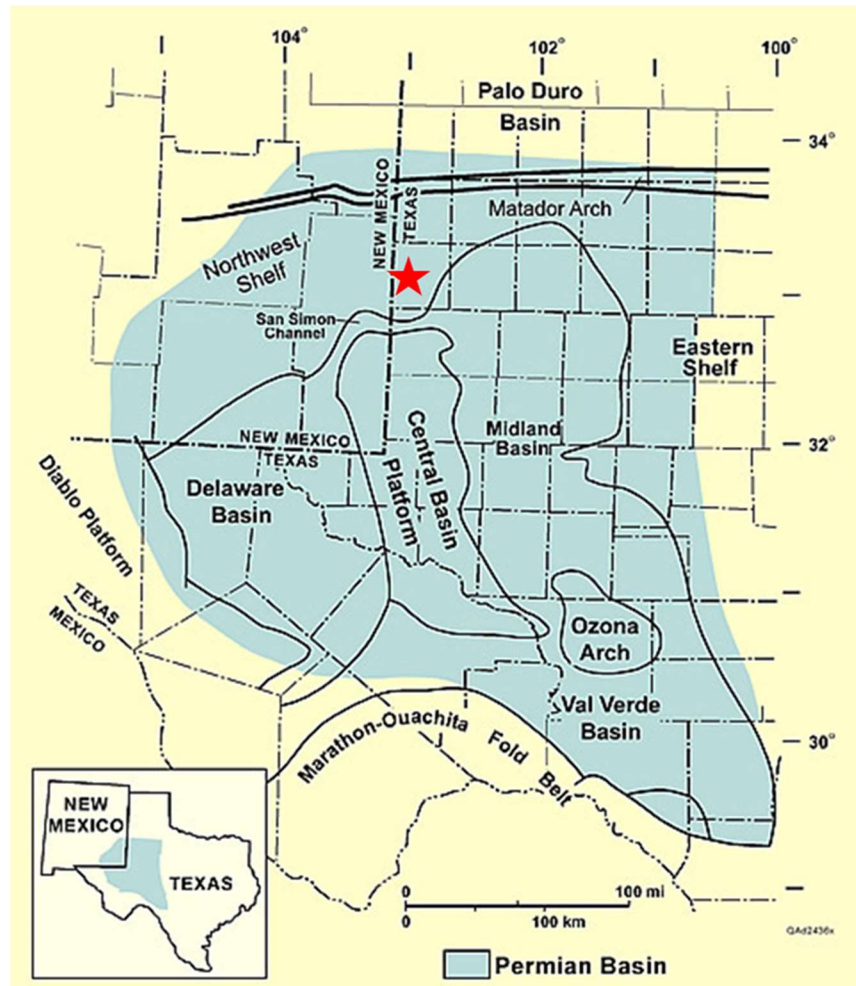 104°
102°
100°
Palo Duro
Basin
34°
NEW MEXICO
TEXAS
Matador Arch
Northwest
Shelf
San Simon
Channel
Eastern
Shelf
Central Basin
Platform
Midland
Basin
32°
NEW MEXICO
TEXAS
Delaware
Basin
Diablo Platform
TEXAS
MEXICO
Ozona
Arch
Val Verde
Basin
30°
Marathon-Ouachita Fold Belt
NEW
MEXICO
TEXAS
0 100 mi
0 100 km
QAd2436x
Permian Basin